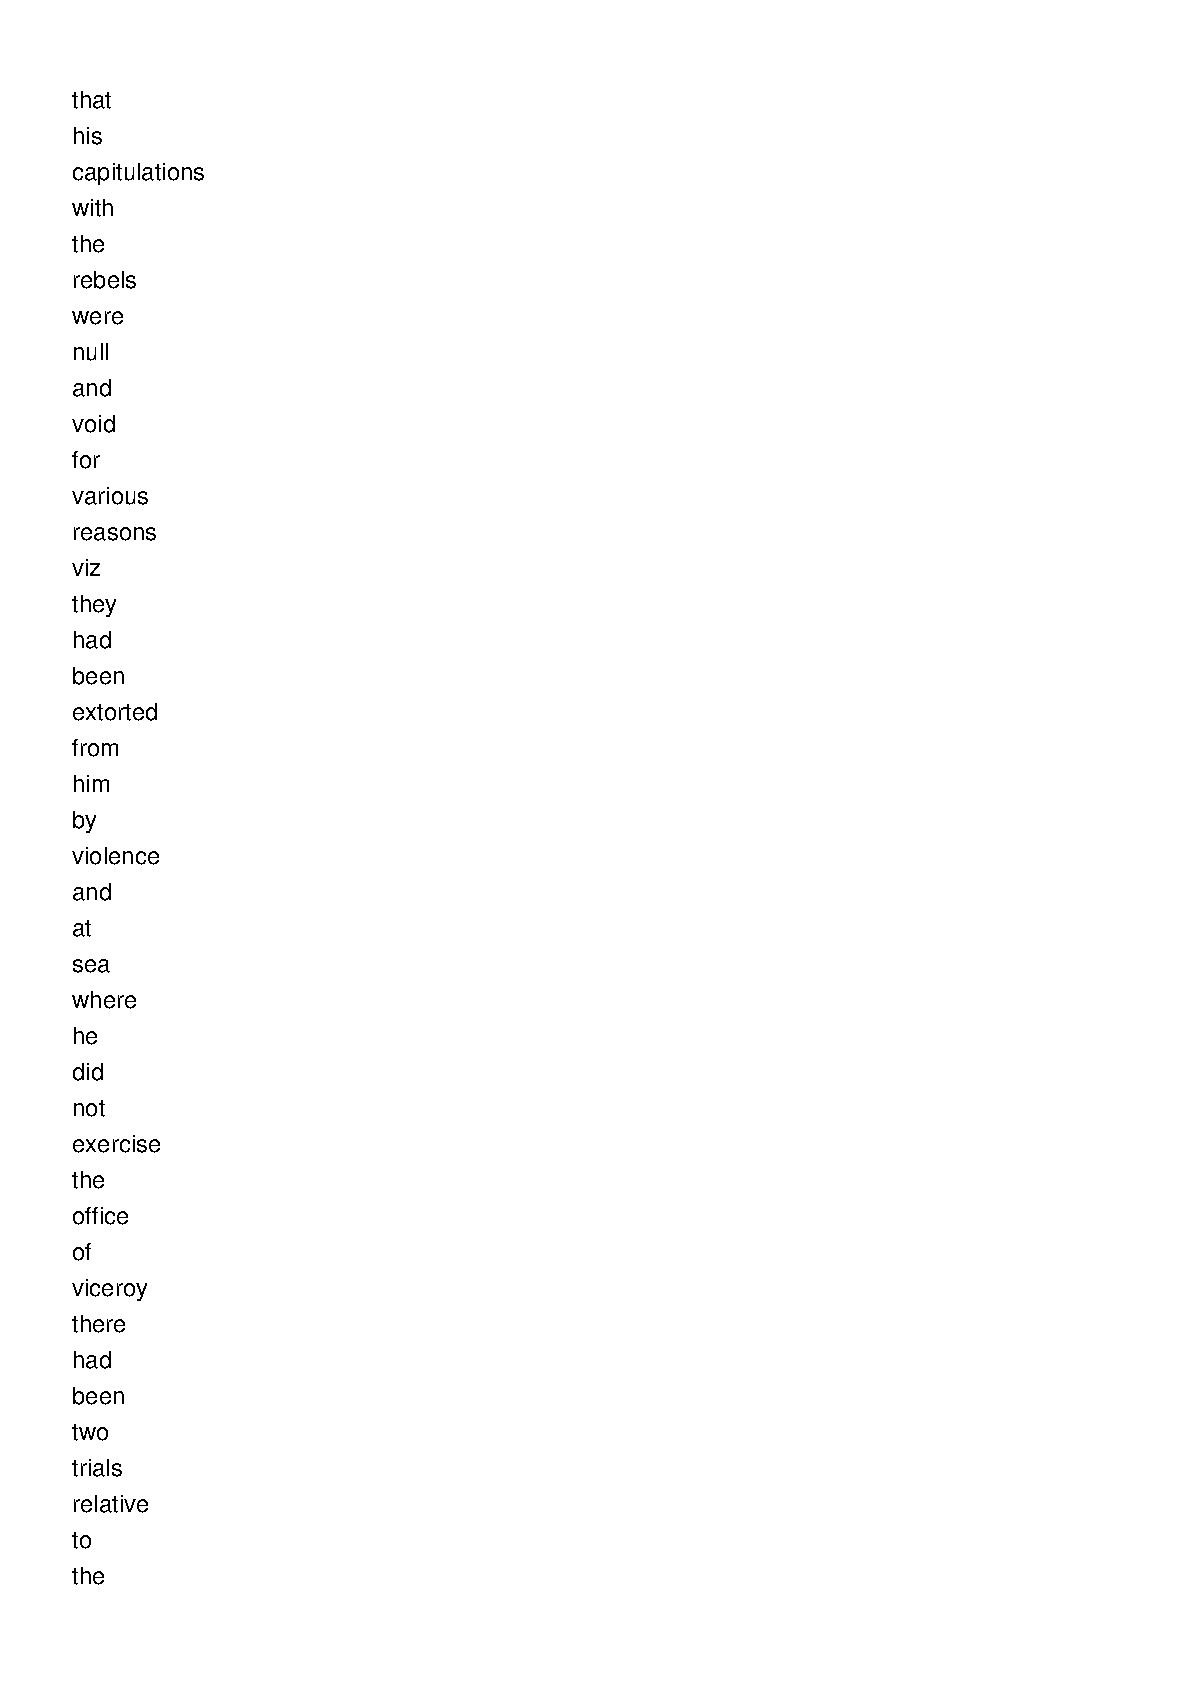 that
his
capitulations
with
the
rebels
were
null
and
void
for
various
reasons
viz
they
had
been
extorted
from
him
by
violence
and
at
sea
where
he
did
not
exercise
the
office
of
viceroy
there
had
been
two
trials
relative
to
the